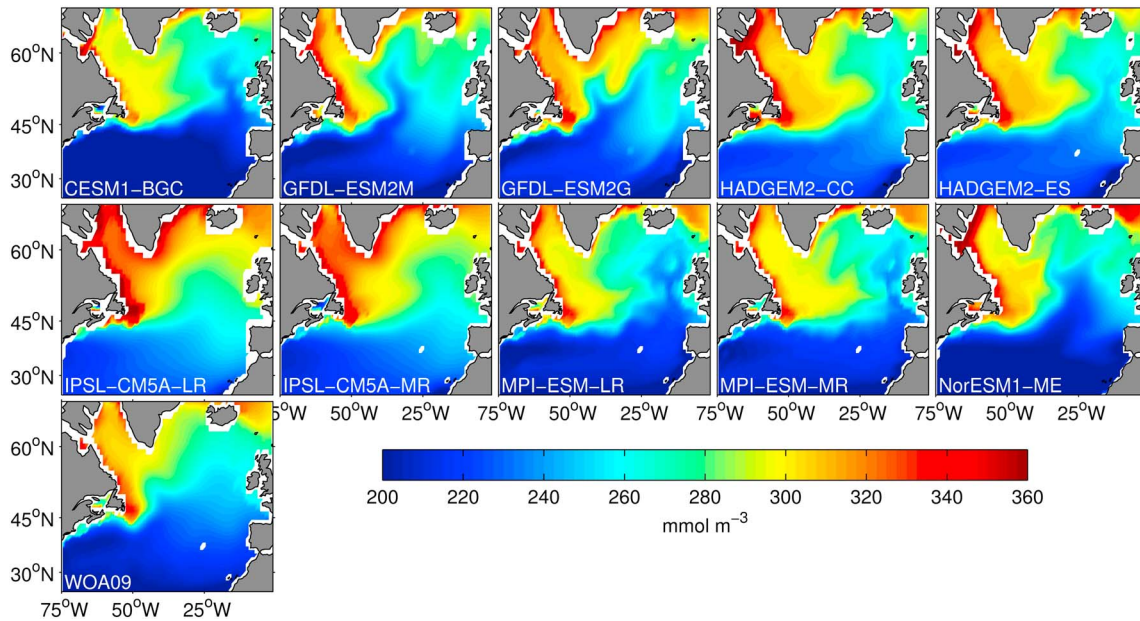 60°N
45°N
30°N
CESM1-BGC
GFDL-ESM2M
GFDL-ESM2G
HADGEM2-CC
HADGEM2-ES
60°N
45°N
30°N
IPSL-CM5A-LR
IPSL-CM5A-MR
MPI-ESM-LR
MPI-ESM-MR
NorESM1-ME
75°W 50°W 25°W 75°W 50°W 25°W 75°W 50°W 25°W 75°W 50°W 25°W
60°N
45°N
30°N
WOA09
75°W 50°W 25°W
200 220 240 260 280 300 320 340 360
mmol m⁻³